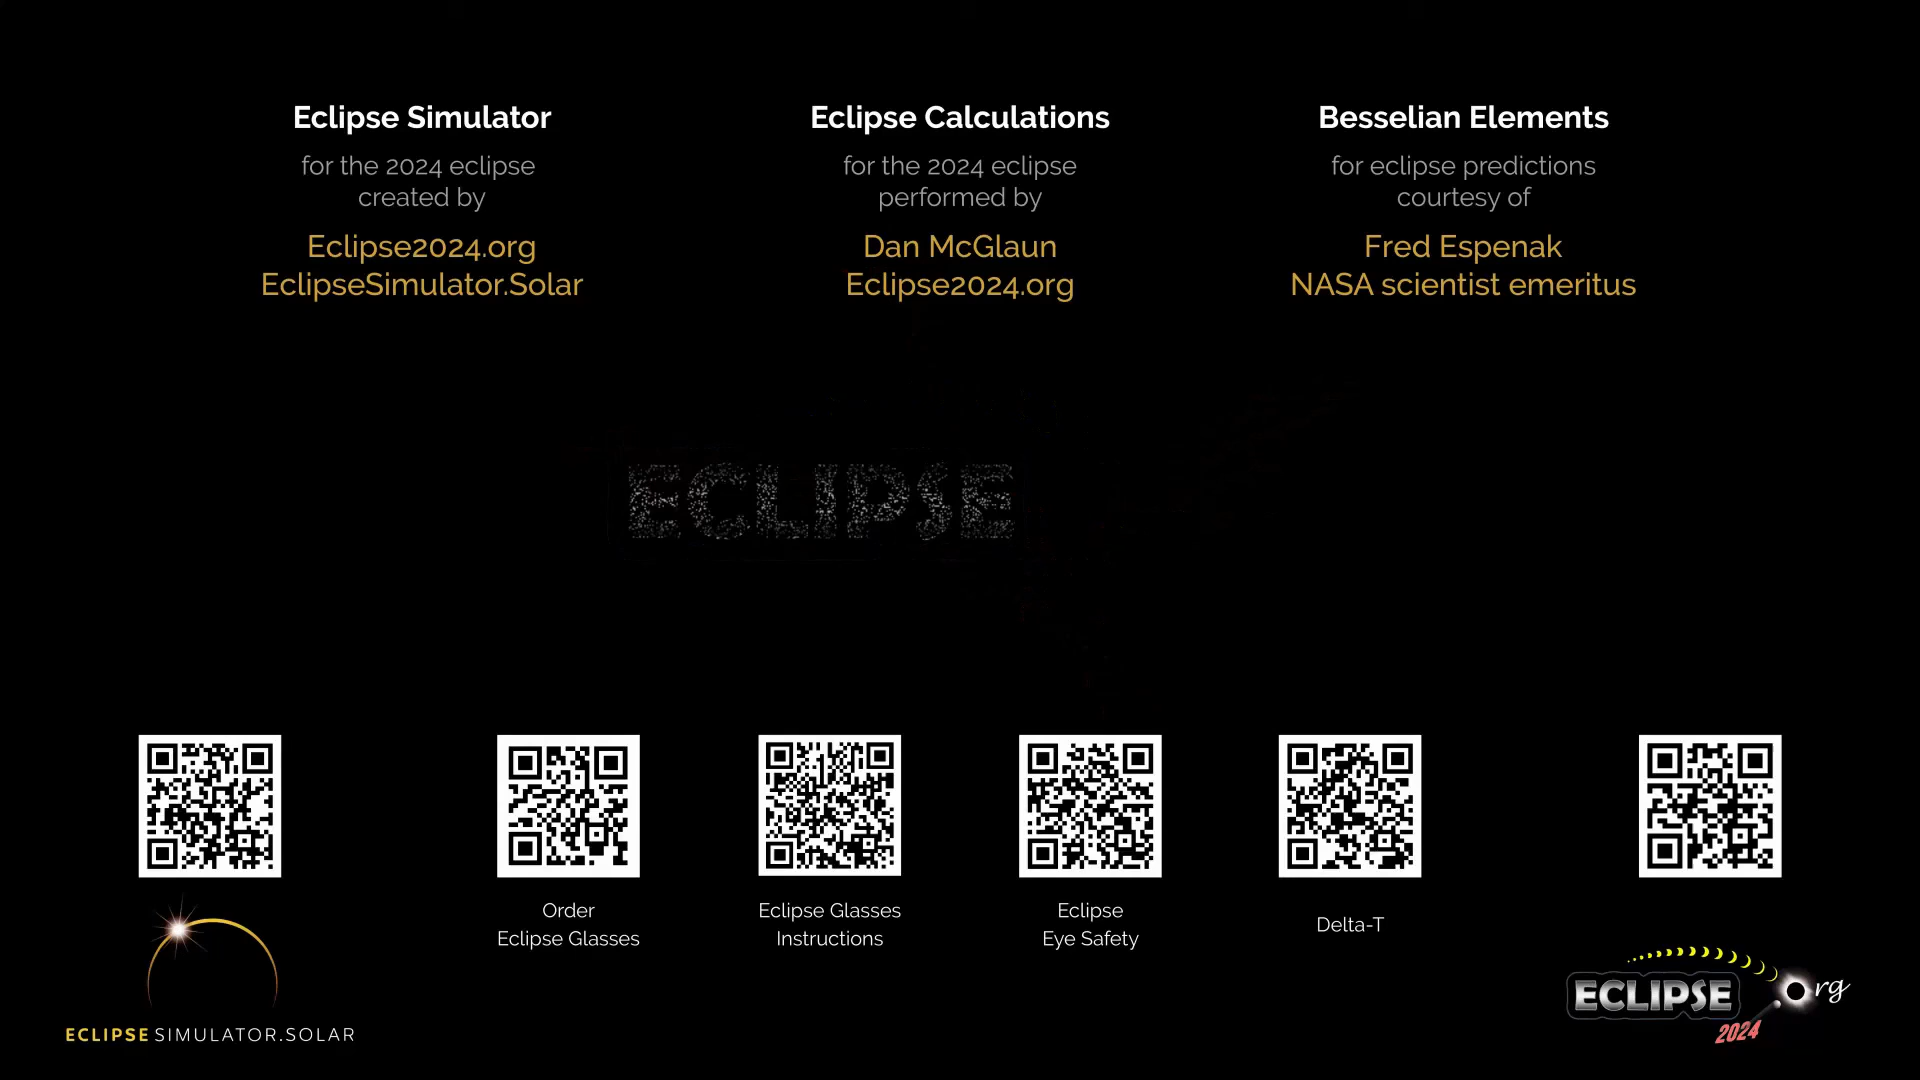 Eclipse Simulator
for the 2024 eclipse
created by
Eclipse2024.org
EclipseSimulator.Solar
Eclipse Calculations
for the 2024 eclipse
performed by
Dan McGlaun
Eclipse2024.org
Besselian Elements
for eclipse predictions
courtesy of
Fred Espenak
NASA scientist emeritus
ECLIPSE
Order
Eclipse Glasses
Eclipse Glasses
Instructions
Eclipse
Eye Safety
Delta-T
ECLIPSESIMULATOR.SOLAR
ECLIPSE
2024
.org